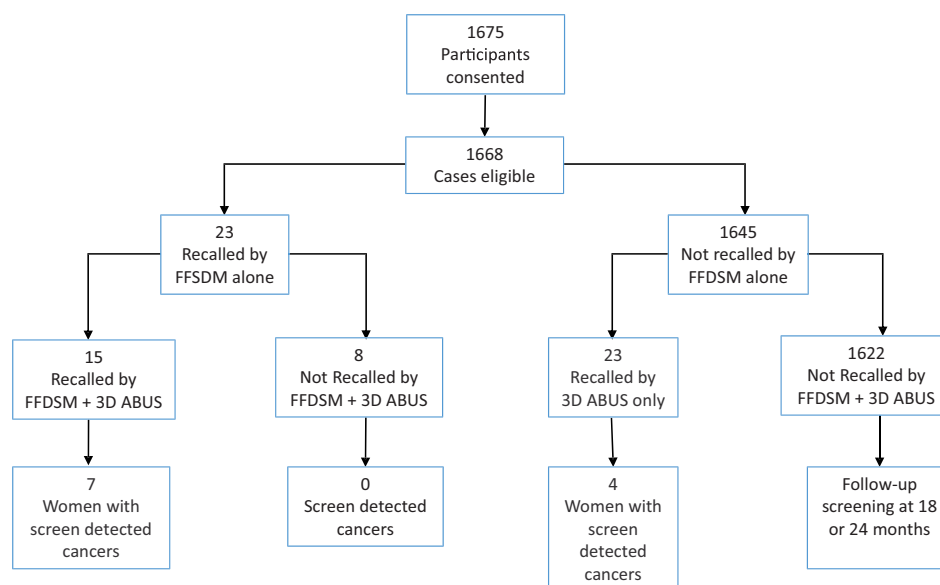 1675
Participants
consented
1668
Cases eligible
23
Recalled by
FFSDM alone
1645
Not recalled by
FFDSM alone
15
Recalled by
FFDSM + 3D ABUS
8
Not Recalled by
FFDSM + 3D ABUS
23
Recalled by
3D ABUS only
1622
Not Recalled by
FFDSM + 3D ABUS
7
Women with
screen detected
cancers
0
Screen detected
cancers
4
Women with
screen
detected
cancers
Follow-up
screening at 18
or 24 months